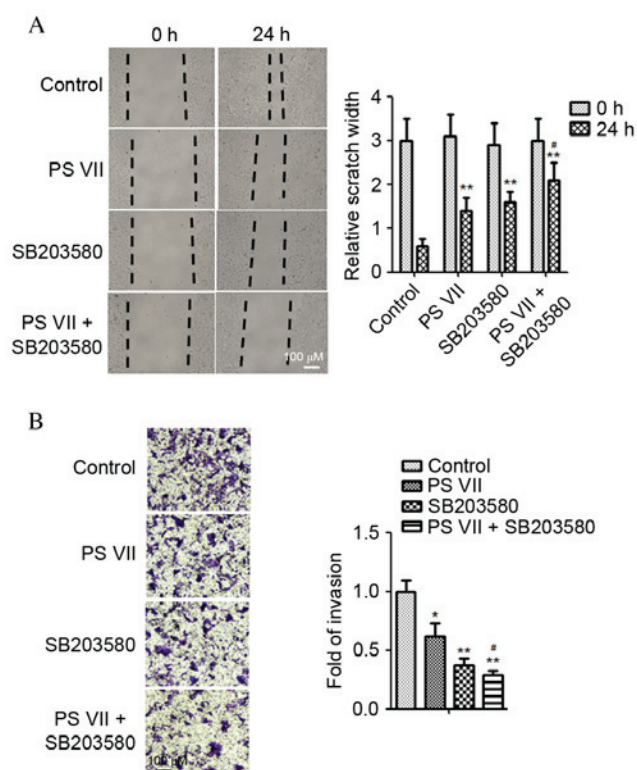 A
0 h
24 h
Control
PS VII
SB203580
PS VII +
SB203580
100 μM
Relative scratch width
4
3
2
1
0
0 h
24 h
**
**
#
**
Control
PS VII
SB203580
PS VII +
SB203580
B
Control
PS VII
SB203580
PS VII +
SB203580
100 μM
Control
PS VII
SB203580
PS VII + SB203580
Fold of invasion
1.5
1.0
0.5
0.0
*
**
#
**